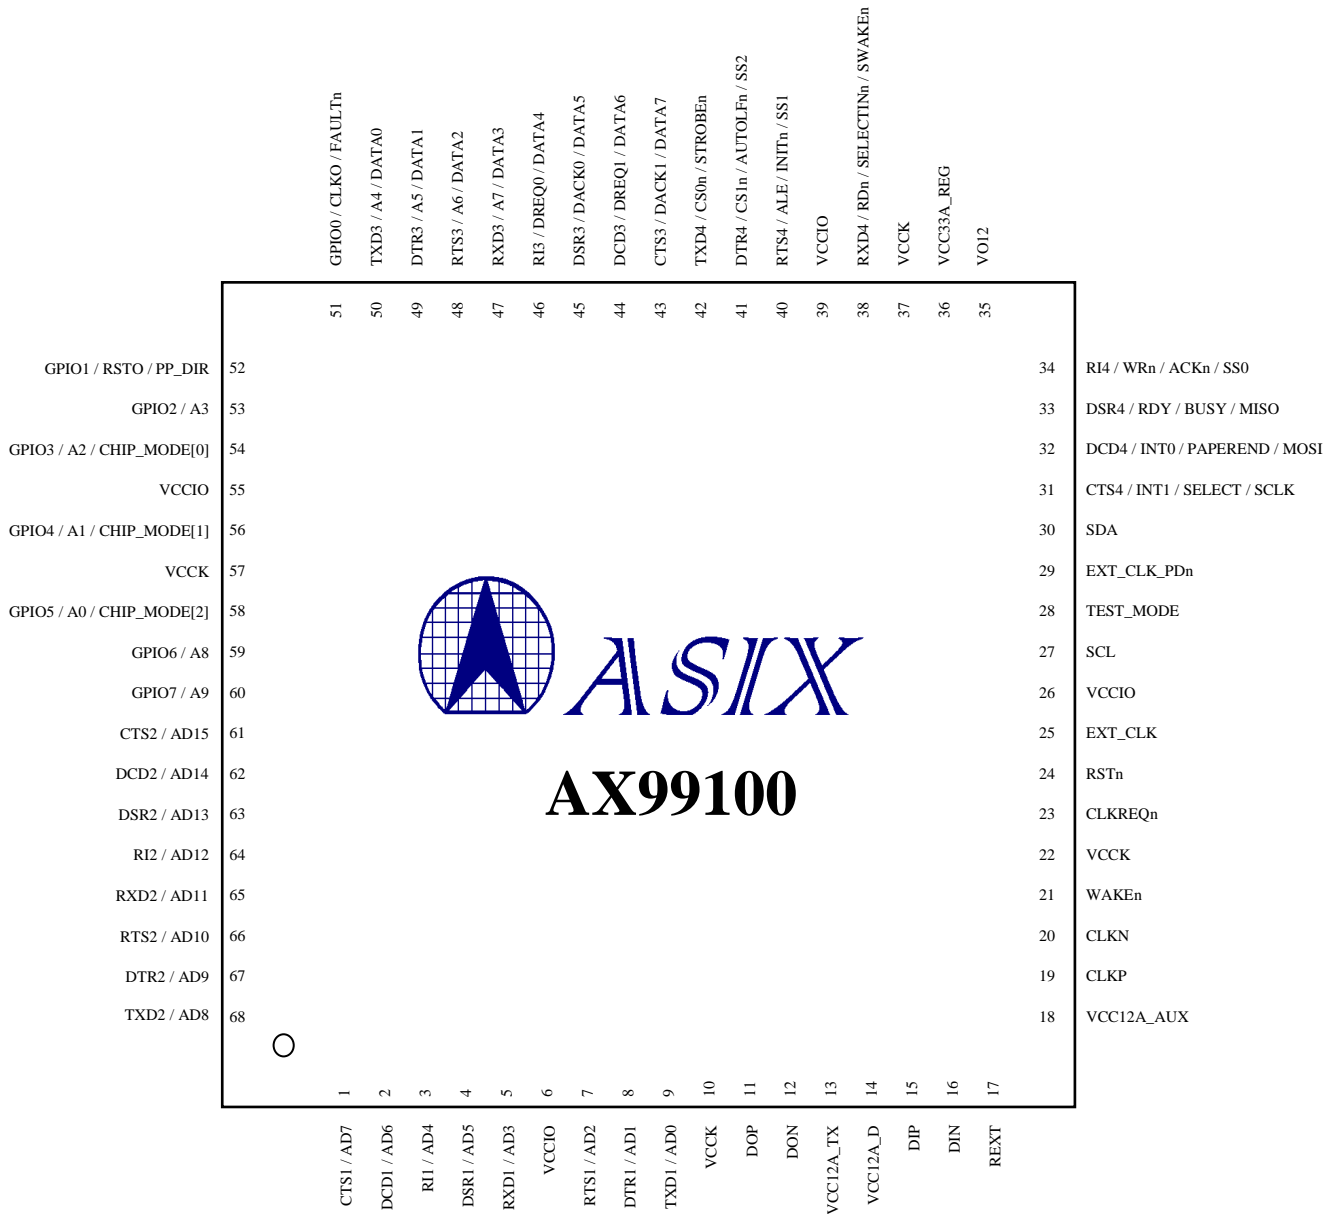 GPIO0 / CLKO / FAULTn
TXD3 / A4 / DATA0
DTR3 / A5 / DATA1
RTS3 / A6 / DATA2
RXD3 / A7 / DATA3
RI3 / DREQ0 / DATA4
DSR3 / DACK0 / DATA5
DCD3 / DREQ1 / DATA6
CTS3 / DACK1 / DATA7
TXD4 / CS0n / STROBEn
DTR4 / CS1n / AUTOLFn / SS2
RTS4 / ALE / INITn / SS1
VCCIO
RXD4 / RDn / SELECTINn / SWAKEn
VCCK
VCC33A_REG
VO12
51
50
49
48
47
46
45
44
43
42
41
40
39
38
37
36
35
GPIO1 / RSTO / PP_DIR 52
GPIO2 / A3 53
GPIO3 / A2 / CHIP_MODE[0] 54
VCCIO 55
GPIO4 / A1 / CHIP_MODE[1] 56
VCCK 57
GPIO5 / A0 / CHIP_MODE[2] 58
GPIO6 / A8 59
GPIO7 / A9 60
CTS2 / AD15 61
DCD2 / AD14 62
DSR2 / AD13 63
RI2 / AD12 64
RXD2 / AD11 65
RTS2 / AD10 66
DTR2 / AD9 67
TXD2 / AD8 68
ASIX
AX99100
34 RI4 / WRn / ACKn / SS0
33 DSR4 / RDY / BUSY / MISO
32 DCD4 / INT0 / PAPEREND / MOSI
31 CTS4 / INT1 / SELECT / SCLK
30 SDA
29 EXT_CLK_PDn
28 TEST_MODE
27 SCL
26 VCCIO
25 EXT_CLK
24 RSTn
23 CLKREQn
22 VCCK
21 WAKEn
20 CLKN
19 CLKP
18 VCC12A_AUX
1
2
3
4
5
6
7
8
9
10
11
12
13
14
15
16
17
CTS1 / AD7
DCD1 / AD6
RI1 / AD4
DSR1 / AD5
RXD1 / AD3
VCCIO
RTS1 / AD2
DTR1 / AD1
TXD1 / AD0
VCCK
DOP
DON
VCC12A_TX
VCC12A_D
DIP
DIN
REXT